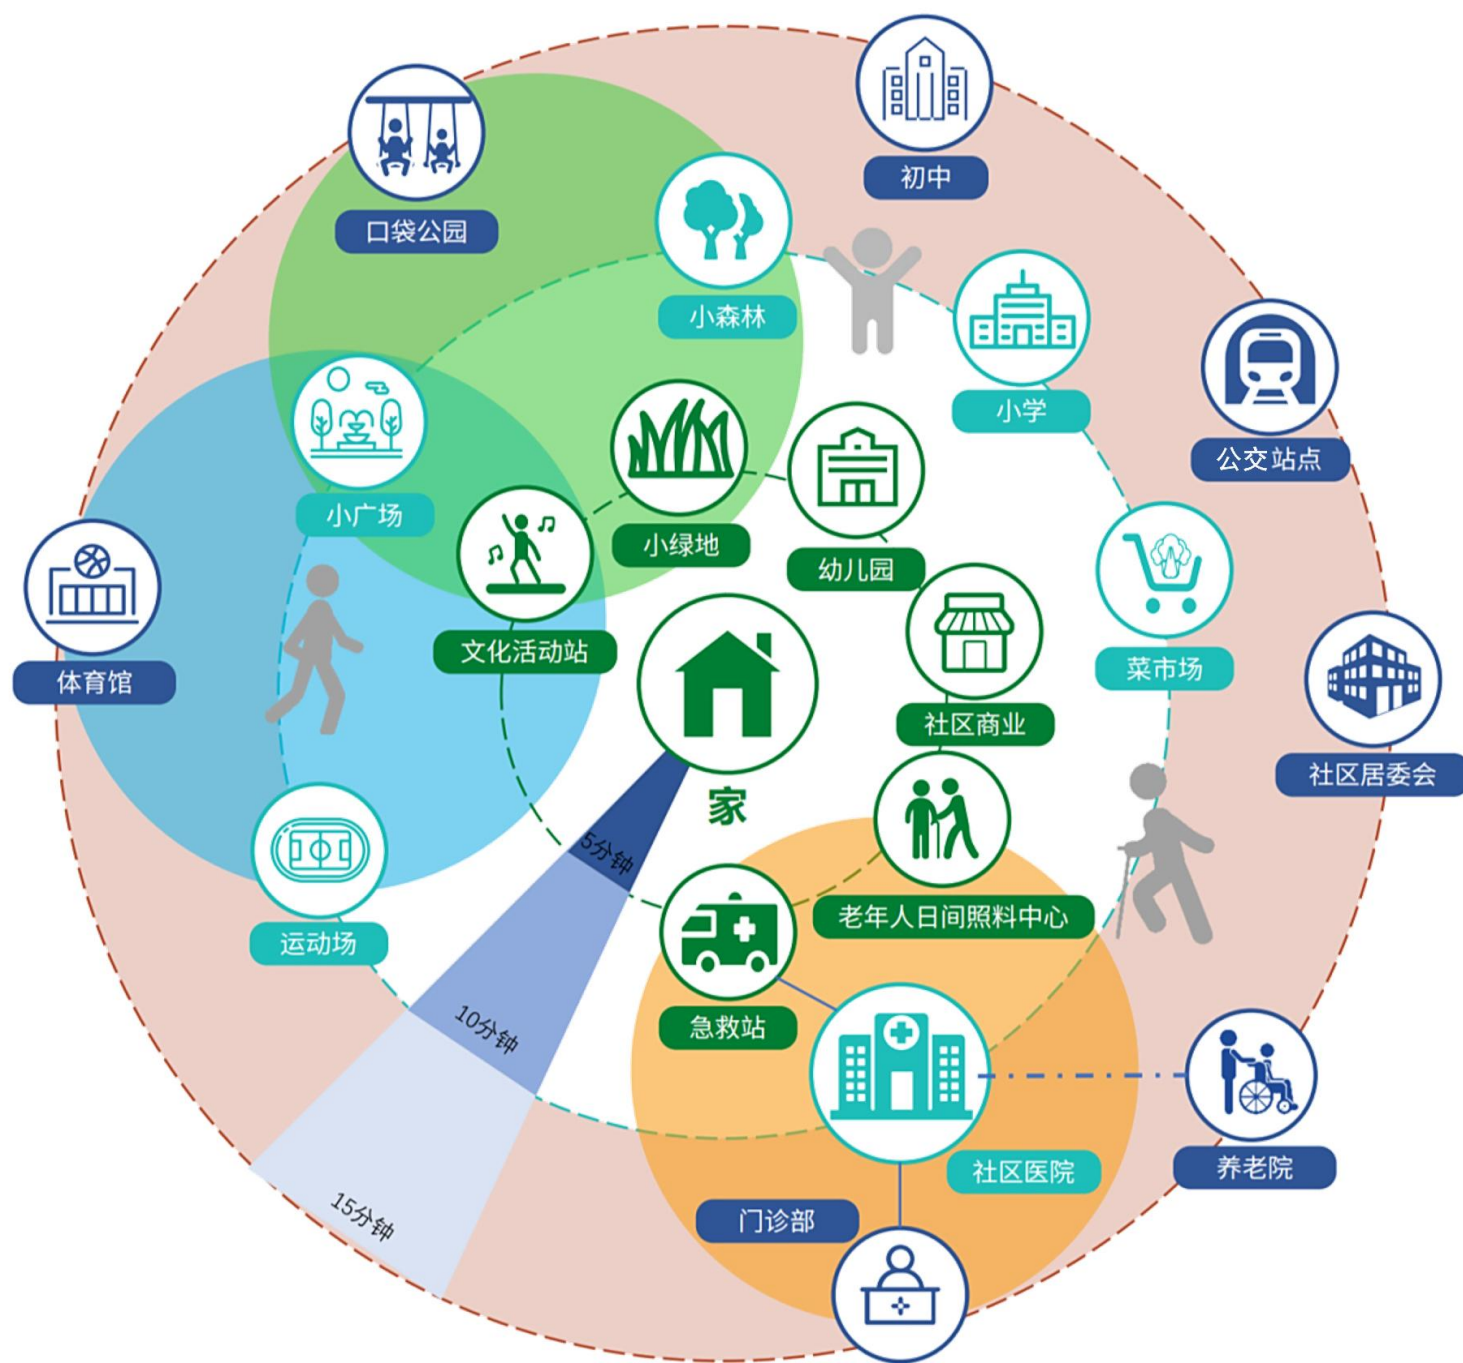 初中
口袋公园
小森林
小学
公交站点
小广场
小绿地
幼儿园
文化活动站
体育馆
菜市场
社区商业
社区居委会
家
5分钟
老年人日间照料中心
运动场
急救站
10分钟
社区医院
养老院
15分钟
门诊部